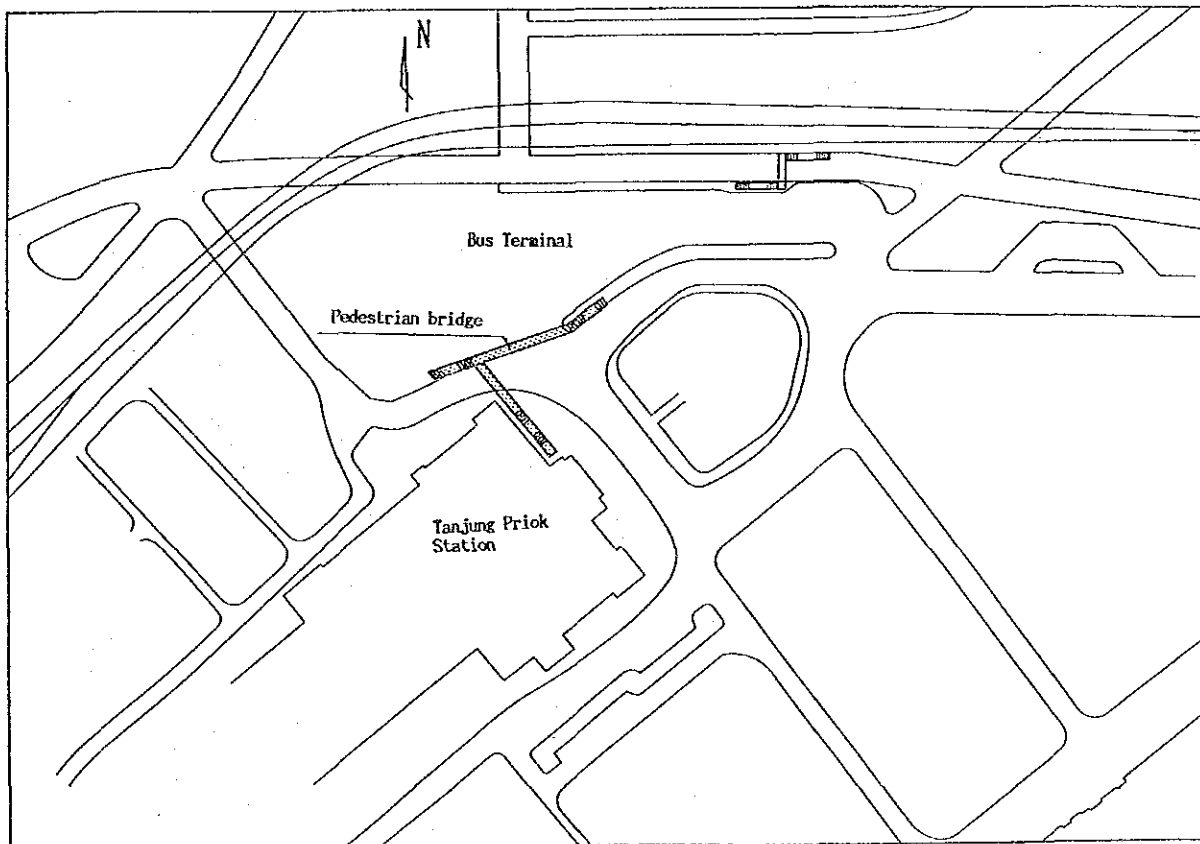 N
Bus Terminal
Pedestrian bridge
Tanjung Priok
Station